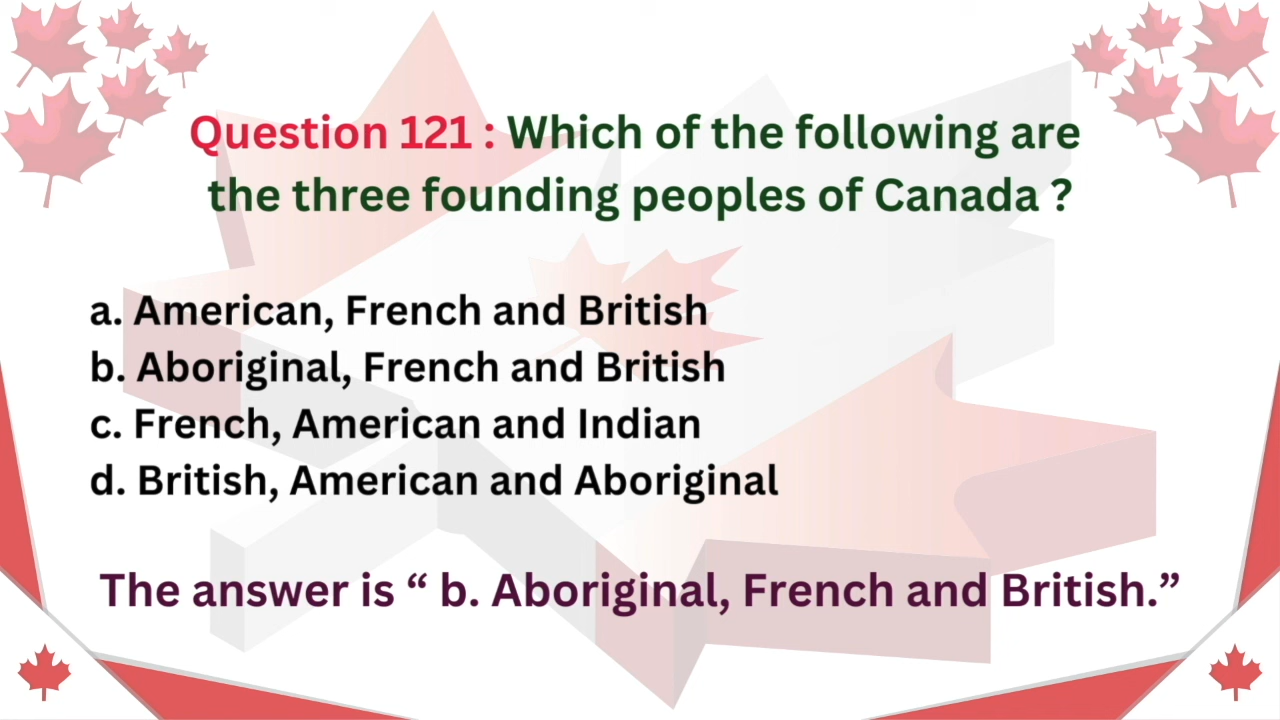 Question 121 : Which of the following are
the three founding peoples of Canada ?
a. American, French and British
b. Aboriginal, French and British
c. French, American and Indian
d. British, American and Aboriginal
The answer is “ b. Aboriginal, French and British.”